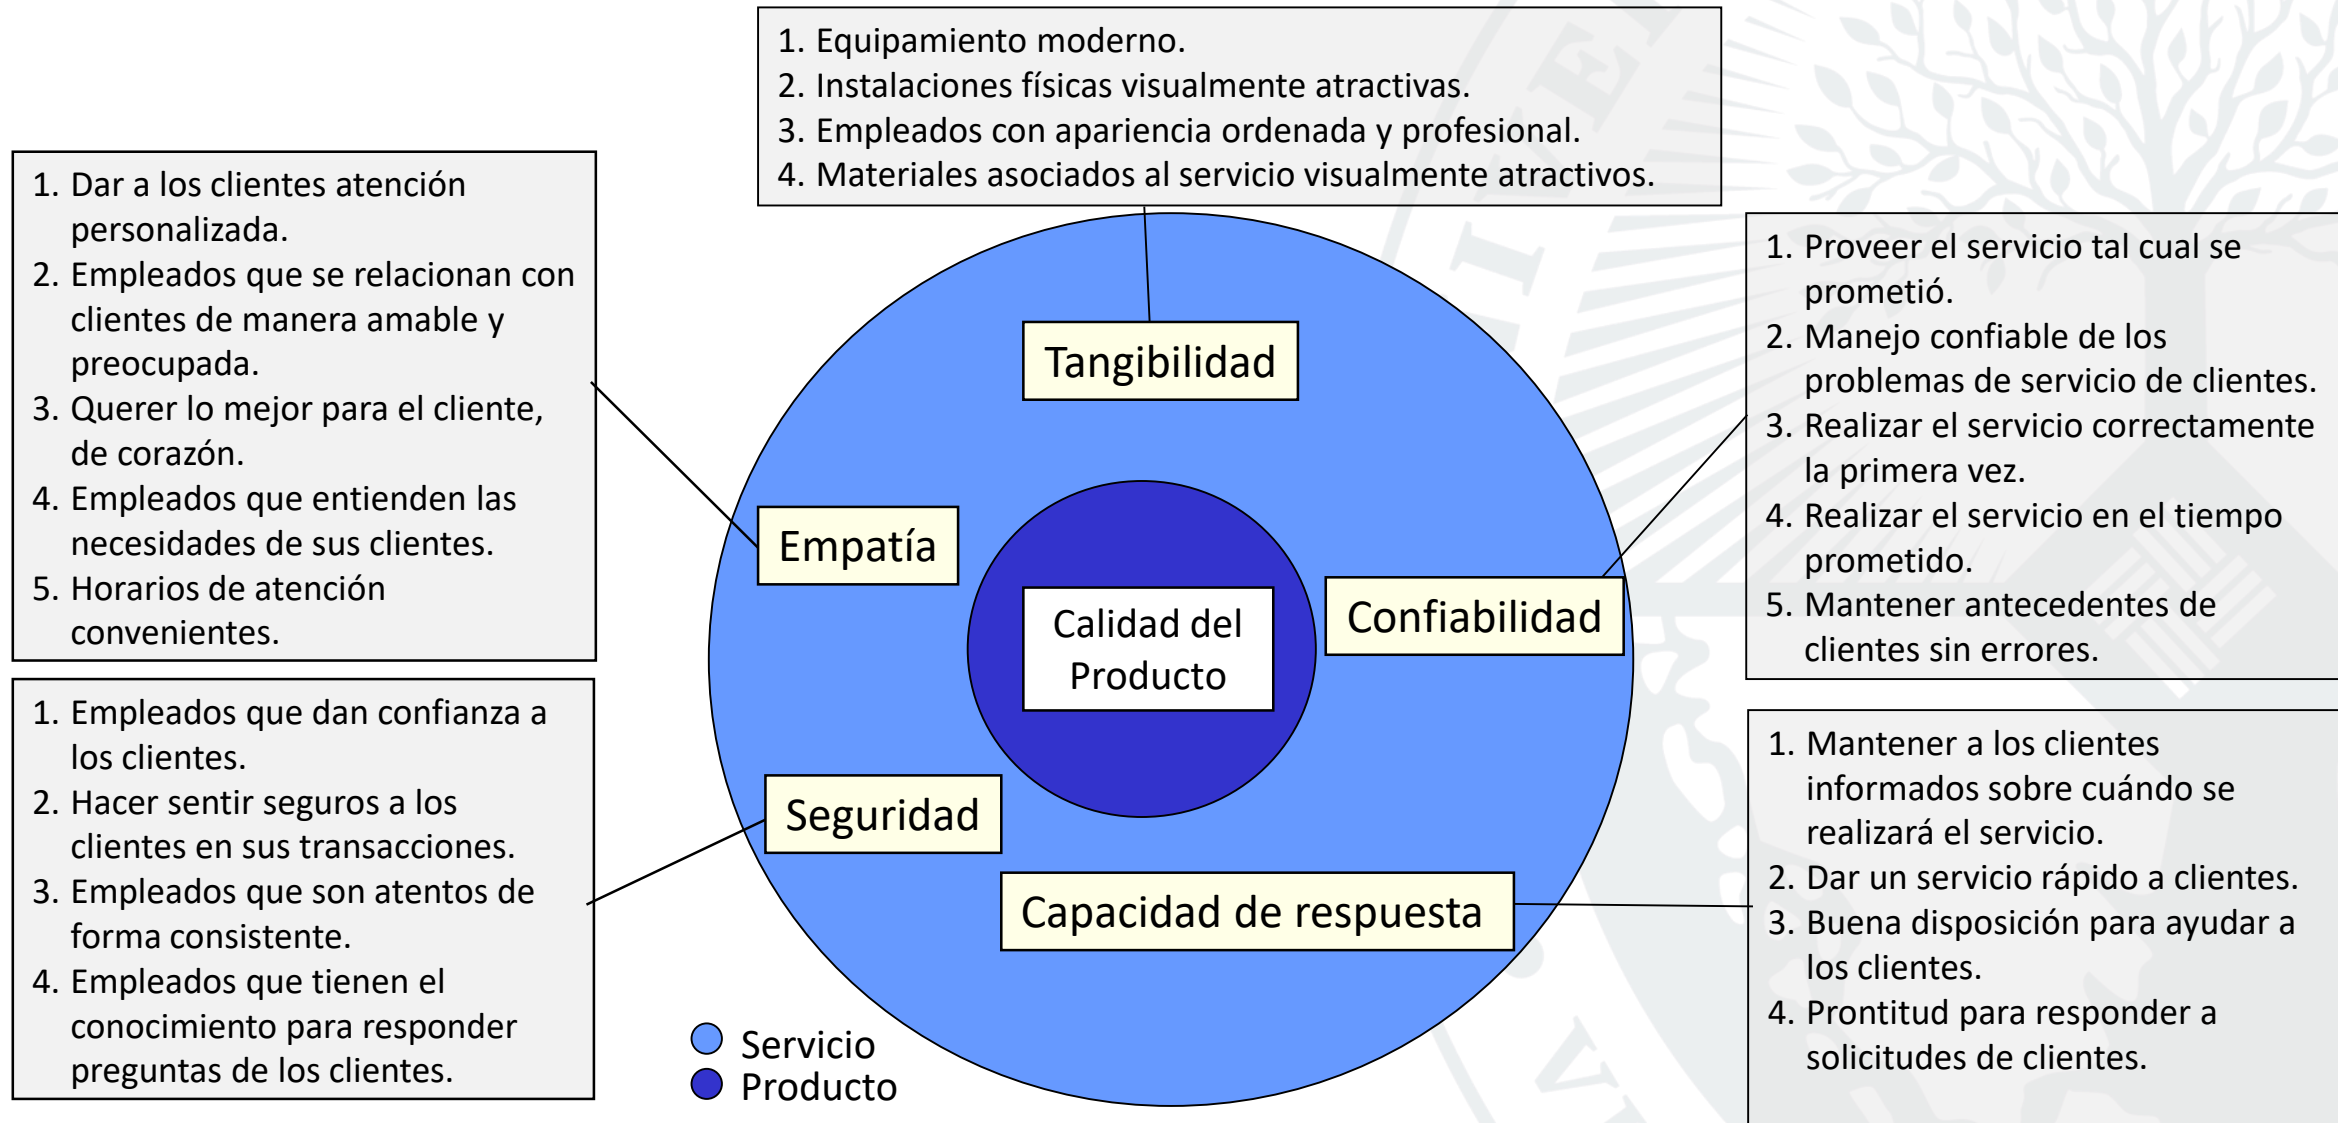 1. Equipamiento moderno.
2. Instalaciones físicas visualmente atractivas.
3. Empleados con apariencia ordenada y profesional.
4. Materiales asociados al servicio visualmente atractivos.
1. Dar a los clientes atención
personalizada.
2. Empleados que se relacionan con
clientes de manera amable y
preocupada.
3. Querer lo mejor para el cliente,
de corazón.
4. Empleados que entienden las
necesidades de sus clientes.
5. Horarios de atención
convenientes.
1. Empleados que dan confianza a
los clientes.
2. Hacer sentir seguros a los
clientes en sus transacciones.
3. Empleados que son atentos de
forma consistente.
4. Empleados que tienen el
conocimiento para responder
preguntas de los clientes.
Tangibilidad
Empatía
Calidad del
Producto
Confiabilidad
Seguridad
Capacidad de respuesta
Servicio
Producto
1. Proveer el servicio tal cual se
prometió.
2. Manejo confiable de los
problemas de servicio de clientes.
3. Realizar el servicio correctamente
la primera vez.
4. Realizar el servicio en el tiempo
prometido.
5. Mantener antecedentes de
clientes sin errores.
1. Mantener a los clientes
informados sobre cuándo se
realizará el servicio.
2. Dar un servicio rápido a clientes.
3. Buena disposición para ayudar a
los clientes.
4. Prontitud para responder a
solicitudes de clientes.